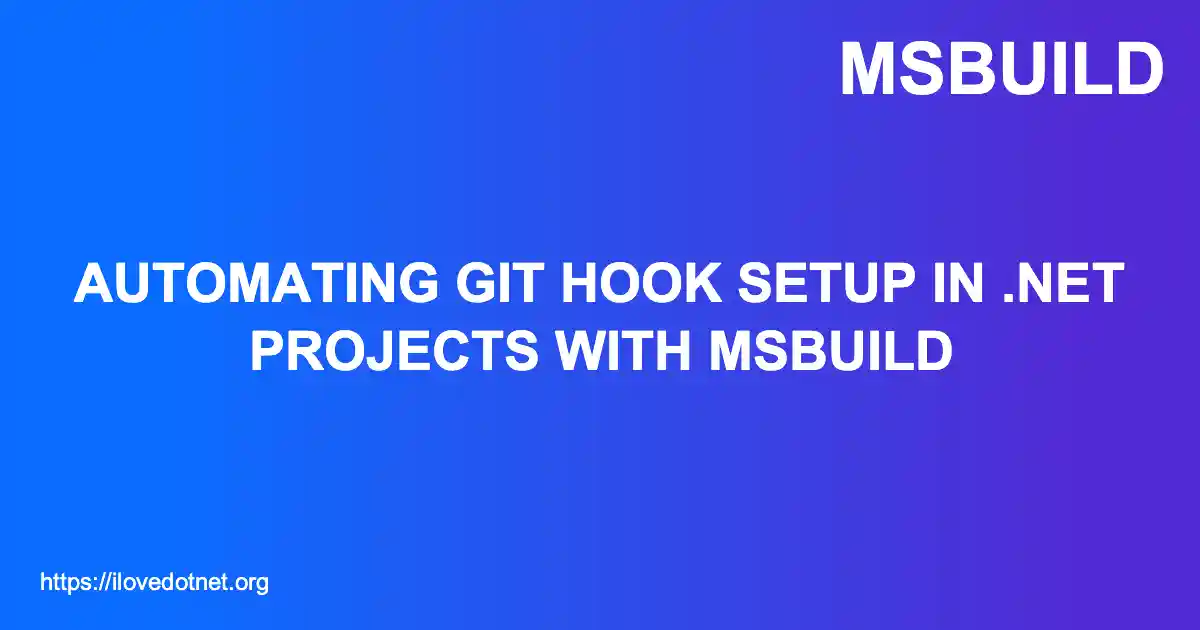 MSBUILD
AUTOMATING GIT HOOK SETUP IN .NET
PROJECTS WITH MSBUILD
https://ilovedotnet.org